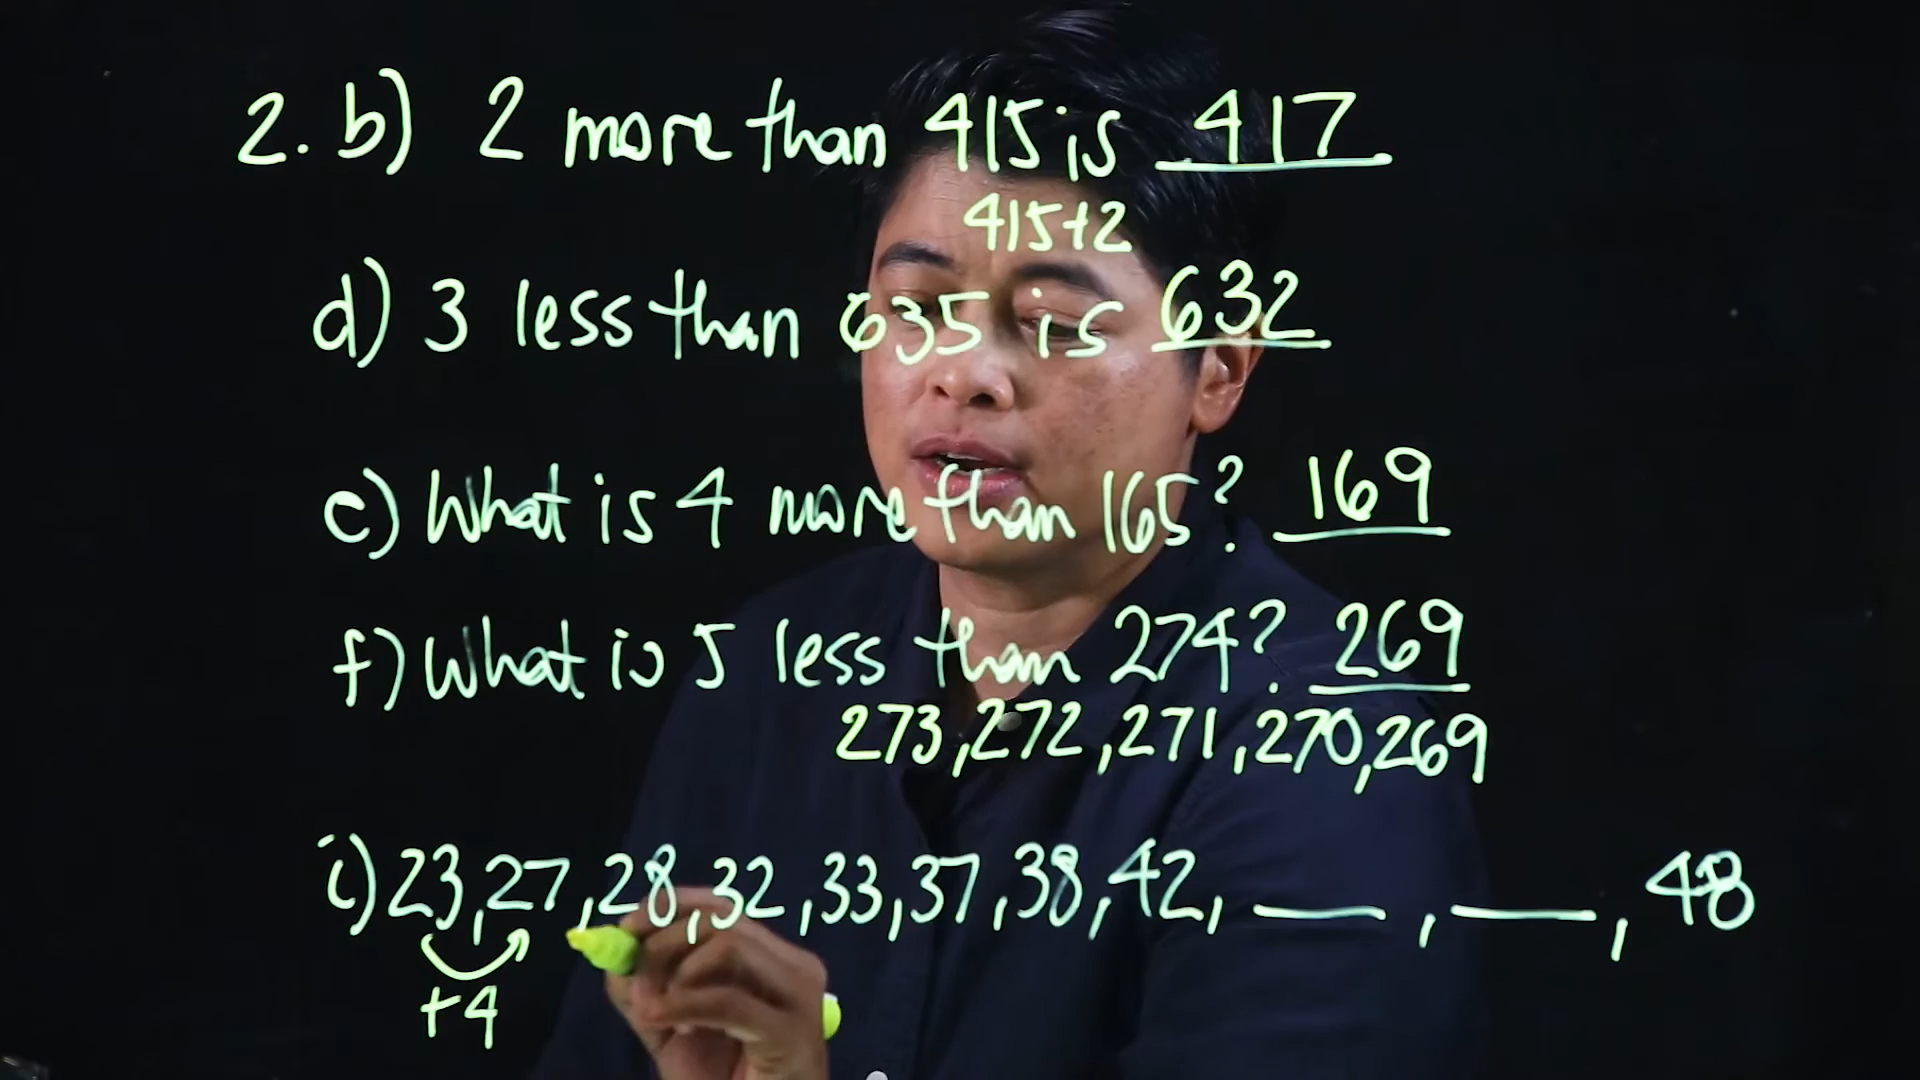 2. b) 2 more than 415 is 417
415+2
d) 3 less than 635 is 632
e) What is 4 more than 165? 169
f) What is 5 less than 274? 269
273, 272, 271, 270, 269
i) 23, 27, 28, 32, 33, 37, 38, 42, ___, ___, 48
+4